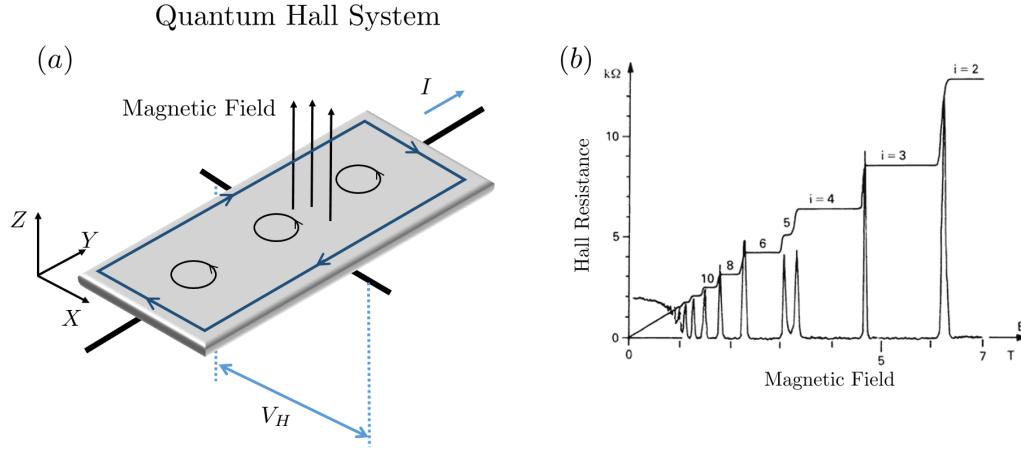 Quantum Hall System
(a)
I
Magnetic Field
Z
Y
X
V_H
(b)
kΩ
i = 2
10
i = 3
Hall Resistance
i = 4
5
5
6
8
10
0
0
5
7
T
Magnetic Field